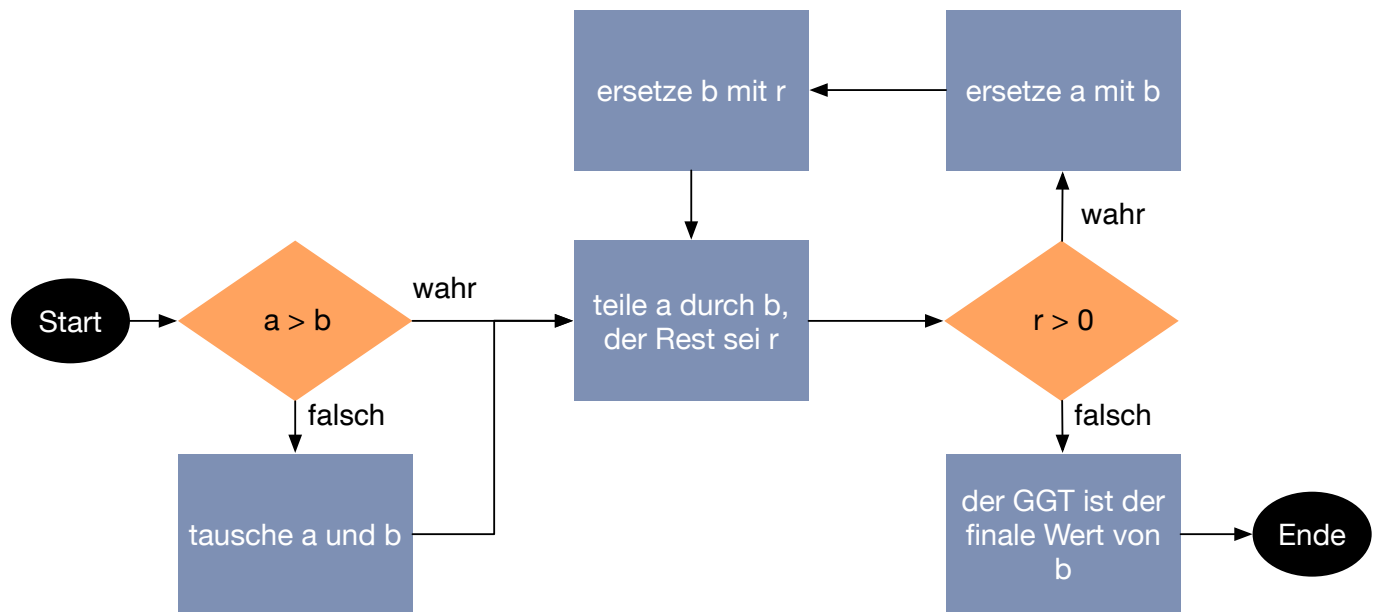 ersetze b mit r
ersetze a mit b
wahr
Start
a > b
wahr
teile a durch b,
der Rest sei r
r > 0
falsch
falsch
tausche a und b
der GGT ist der
finale Wert von
b
Ende